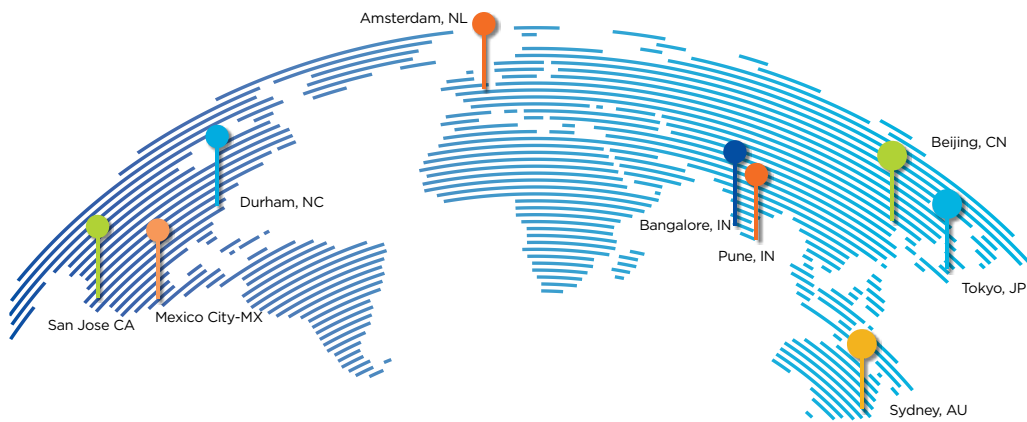 Amsterdam, NL
Beijing, CN
Durham, NC
Bangalore, IN
Pune, IN
Tokyo, JP
San Jose CA
Mexico City-MX
Sydney, AU